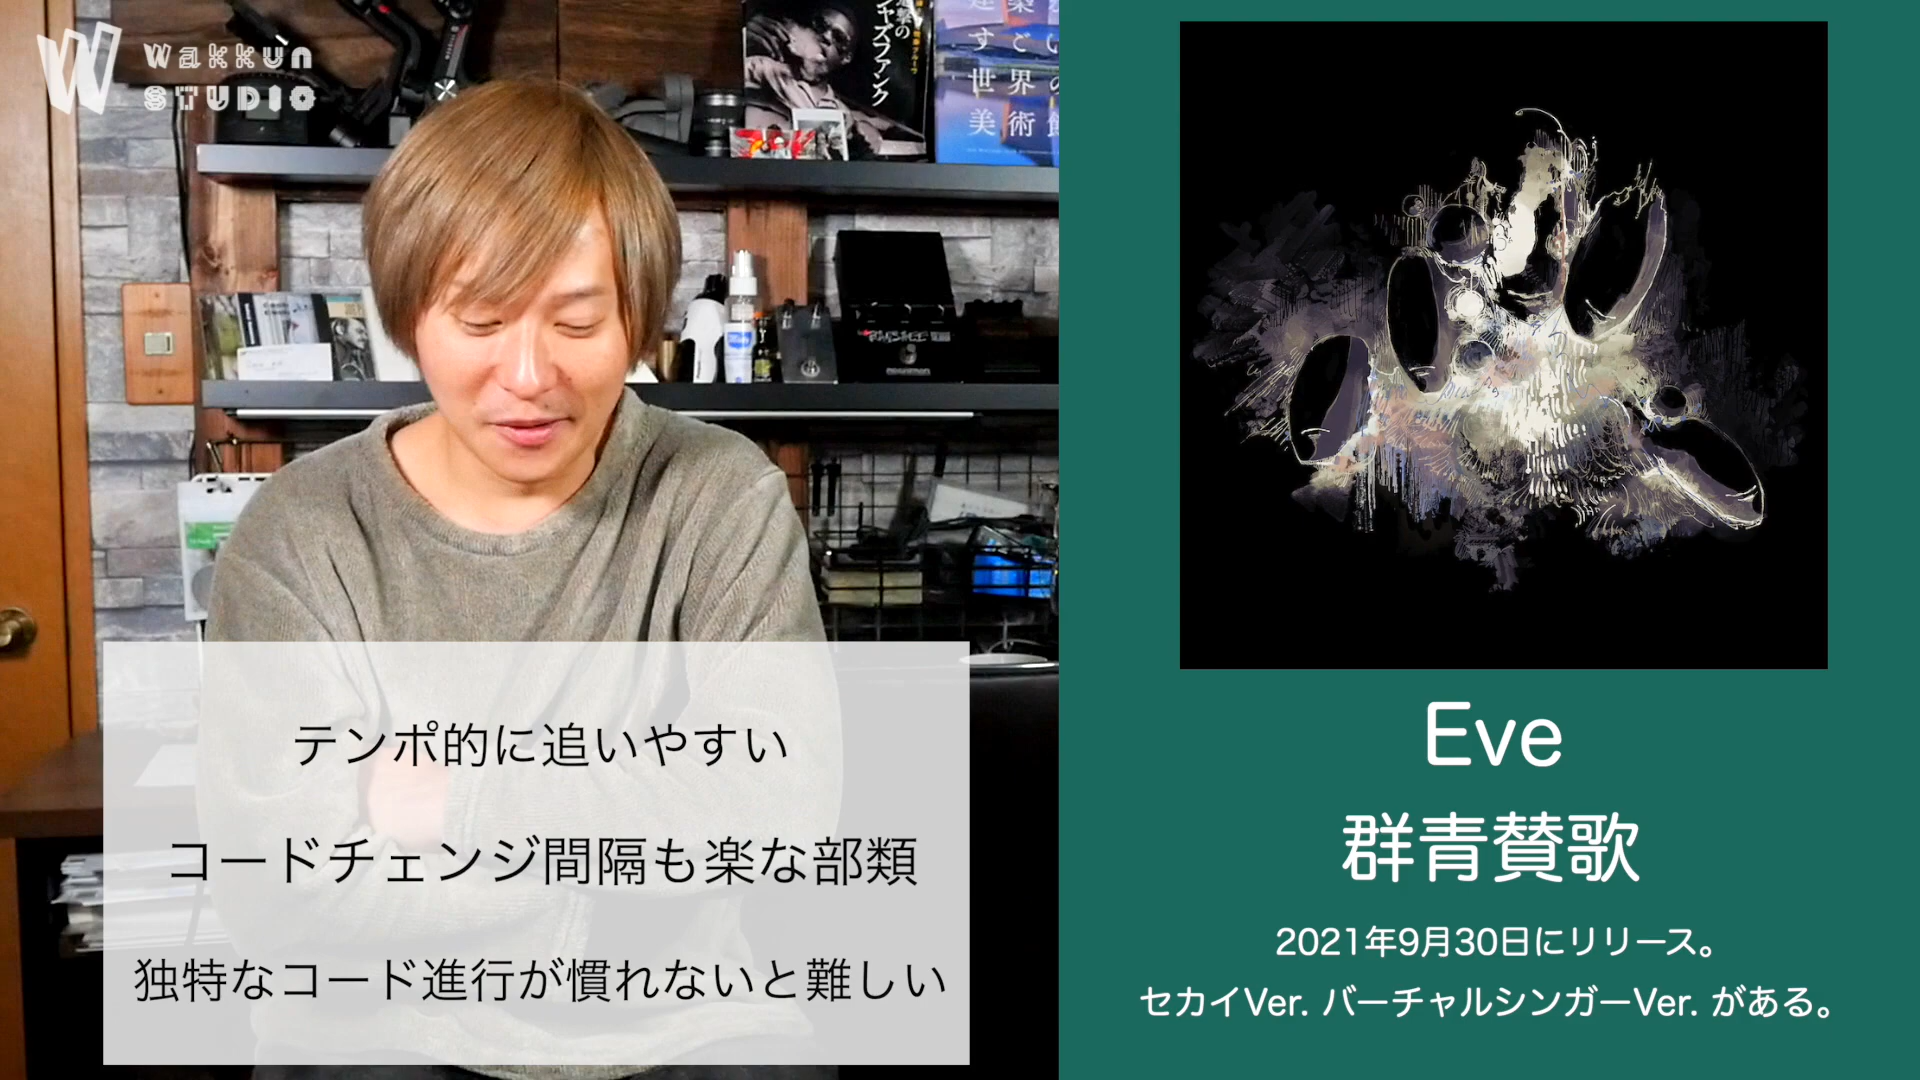 Wakkun
STUDIO
進撃の
ジャズファンク
すごい
世界の
美術館
テンポ的に追いやすい
コードチェンジ間隔も楽な部類
独特なコード進行が慣れないと難しい
Eve
群青賛歌
2021年9月30日にリリース。
セカイVer. バーチャルシンガーVer. がある。